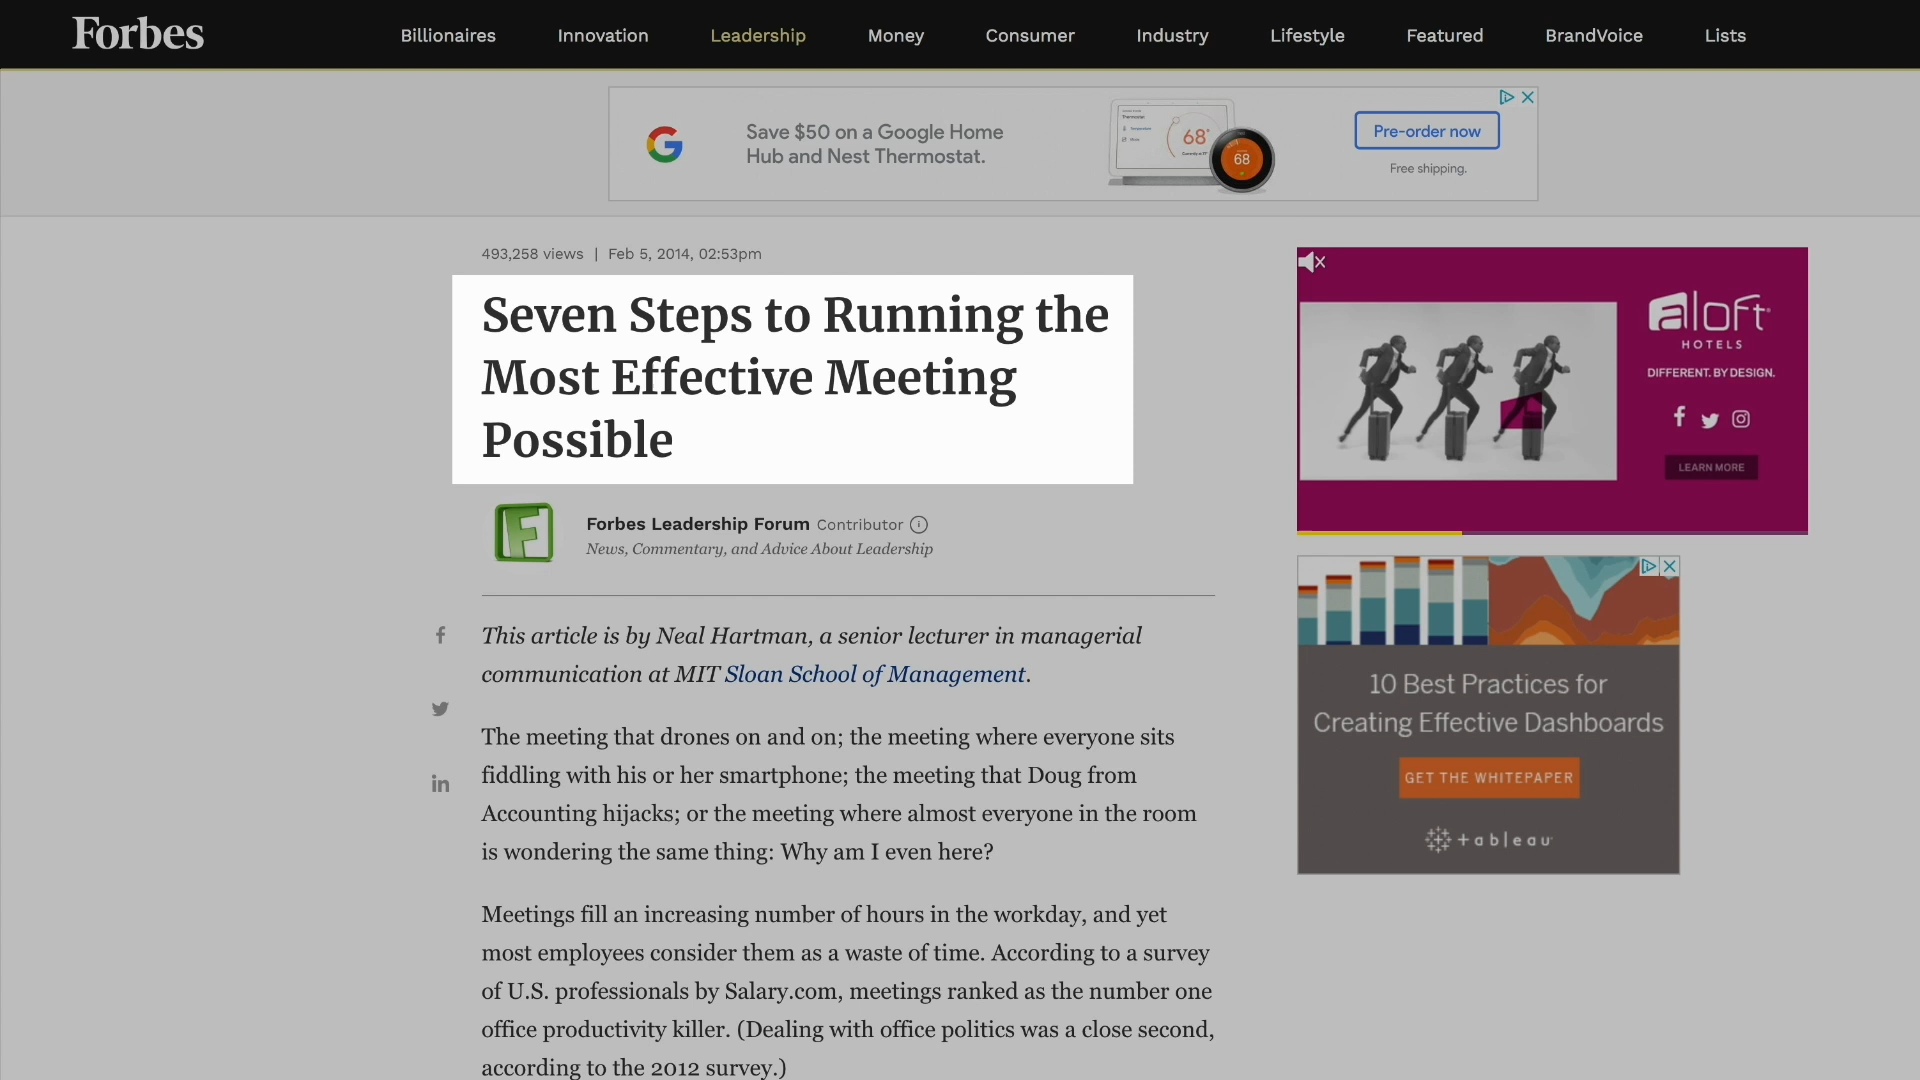 Forbes
Billionaires
Innovation
Leadership
Money
Consumer
Industry
Lifestyle
Featured
BrandVoice
Lists
Save $50 on a Google Home
Hub and Nest Thermostat.
68°
68
Pre-order now
Free shipping.
493,258 views | Feb 5, 2014, 02:53pm
Seven Steps to Running the
Most Effective Meeting
Possible
Forbes Leadership Forum Contributor
News, Commentary, and Advice About Leadership
This article is by Neal Hartman, a senior lecturer in managerial
communication at MIT Sloan School of Management.
The meeting that drones on and on; the meeting where everyone sits
fiddling with his or her smartphone; the meeting that Doug from
Accounting hijacks; or the meeting where almost everyone in the room
is wondering the same thing: Why am I even here?
Meetings fill an increasing number of hours in the workday, and yet
most employees consider them as a waste of time. According to a survey
of U.S. professionals by Salary.com, meetings ranked as the number one
office productivity killer. (Dealing with office politics was a close second,
according to the 2012 survey.)
aloft
HOTELS
DIFFERENT. BY DESIGN.
LEARN MORE
10 Best Practices for
Creating Effective Dashboards
GET THE WHITEPAPER
tableau